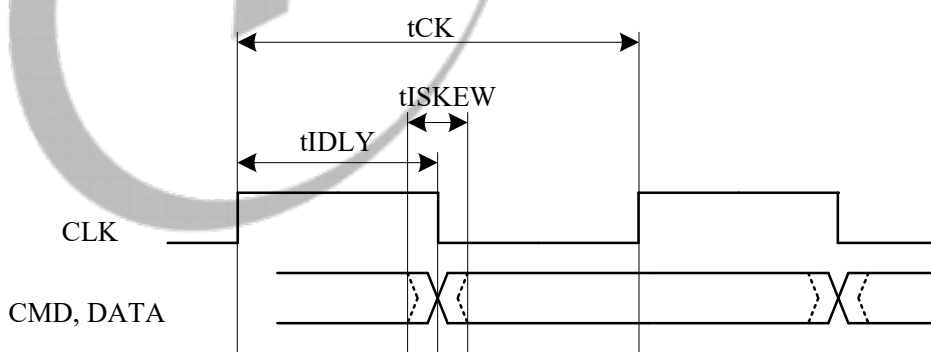 tCK
tISKEW
tIDLY
CLK
CMD, DATA